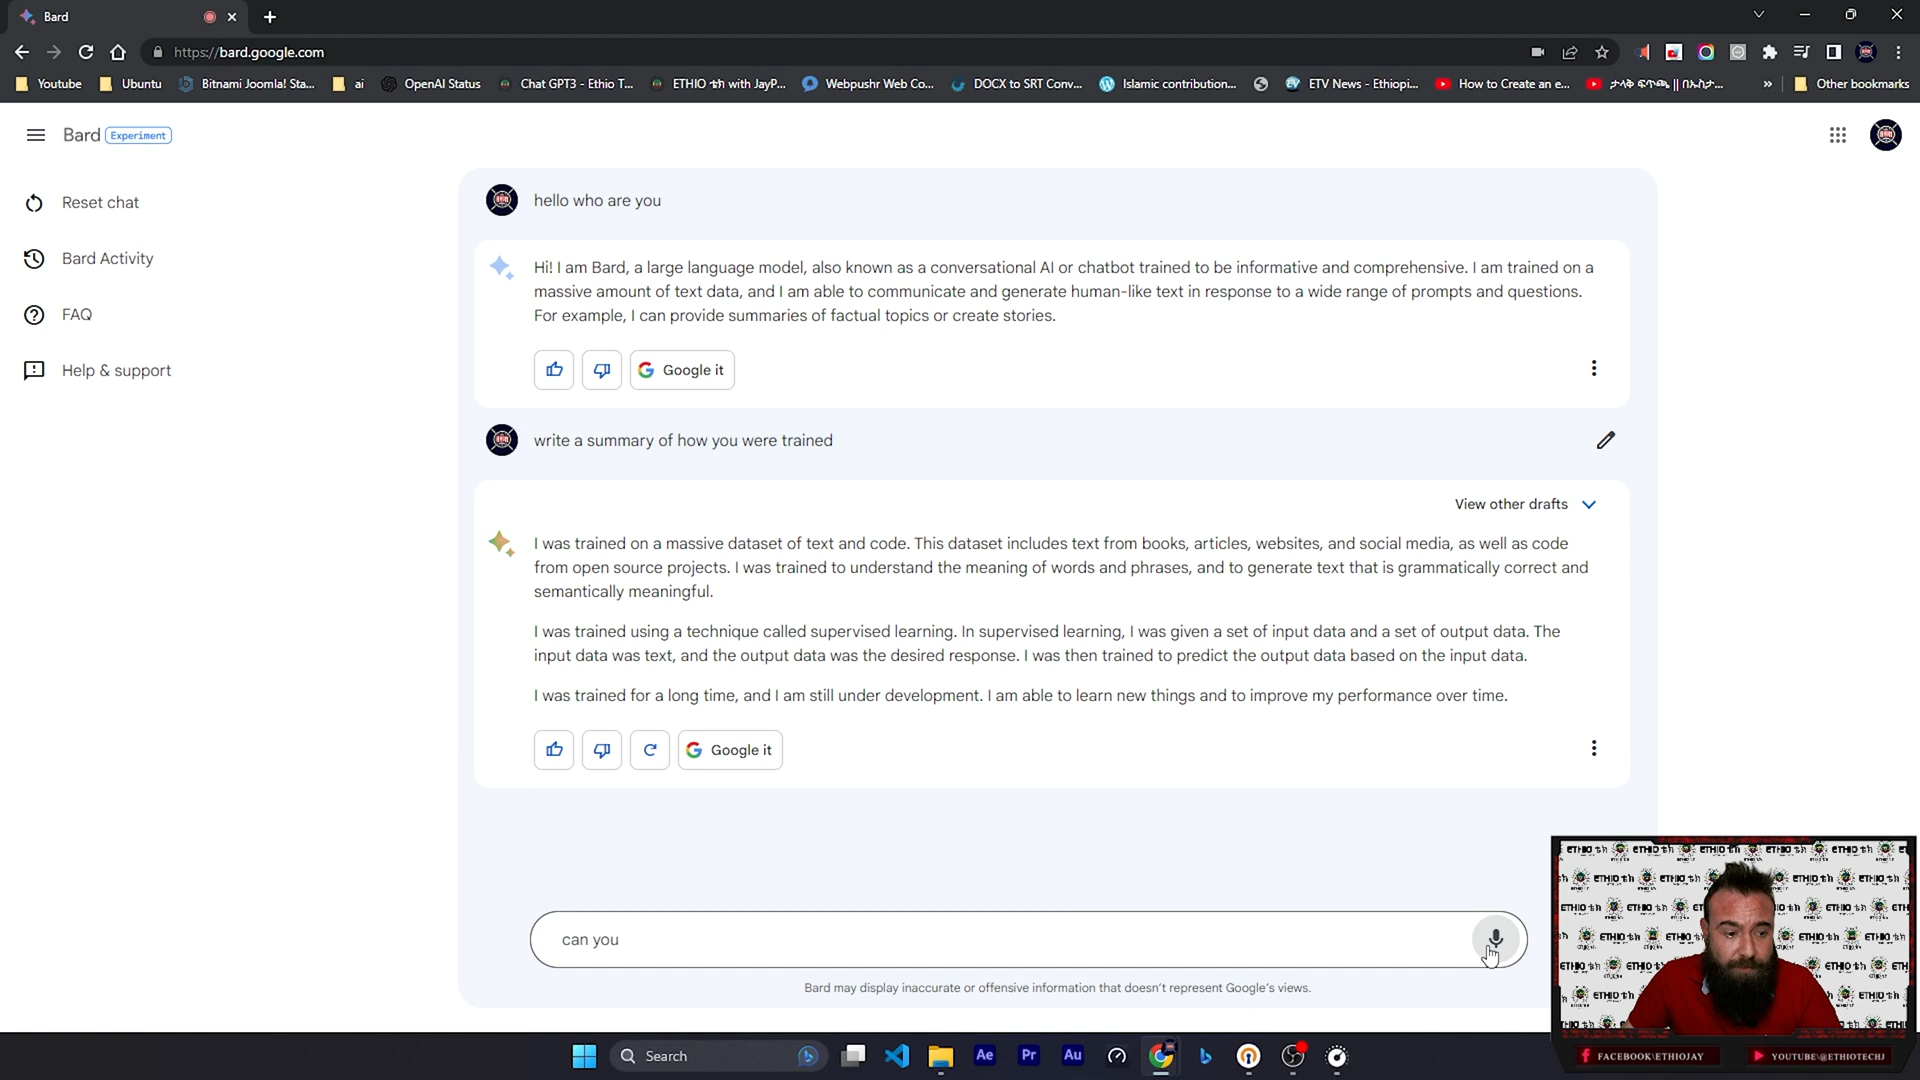 Bard
https://bard.google.com
Youtube
Ubuntu
Bitnami Joomla! Sta...
ai
OpenAI Status
Chat GPT3 - Ethio T...
ETHIO ቴክ with JayP...
Webpushr Web Co...
DOCX to SRT Conv...
Islamic contribution...
ETV News - Ethiopi...
How to Create an e...
ታላቅ ፍጥጫ || በኡስታ...
»
Other bookmarks
Bard Experiment
Reset chat
Bard Activity
FAQ
Help & support
hello who are you
Hi! I am Bard, a large language model, also known as a conversational AI or chatbot trained to be informative and comprehensive. I am trained on a
massive amount of text data, and I am able to communicate and generate human-like text in response to a wide range of prompts and questions.
For example, I can provide summaries of factual topics or create stories.
Google it
write a summary of how you were trained
View other drafts
I was trained on a massive dataset of text and code. This dataset includes text from books, articles, websites, and social media, as well as code
from open source projects. I was trained to understand the meaning of words and phrases, and to generate text that is grammatically correct and
semantically meaningful.
I was trained using a technique called supervised learning. In supervised learning, I was given a set of input data and a set of output data. The
input data was text, and the output data was the desired response. I was then trained to predict the output data based on the input data.
I was trained for a long time, and I am still under development. I am able to learn new things and to improve my performance over time.
Google it
can you
Bard may display inaccurate or offensive information that doesn't represent Google's views.
ETHIO ቴክ
FACEBOOK\ETHIOJAY
YOUTUBE\@ETHIOTECHJ
Search
Ae
Pr
Au